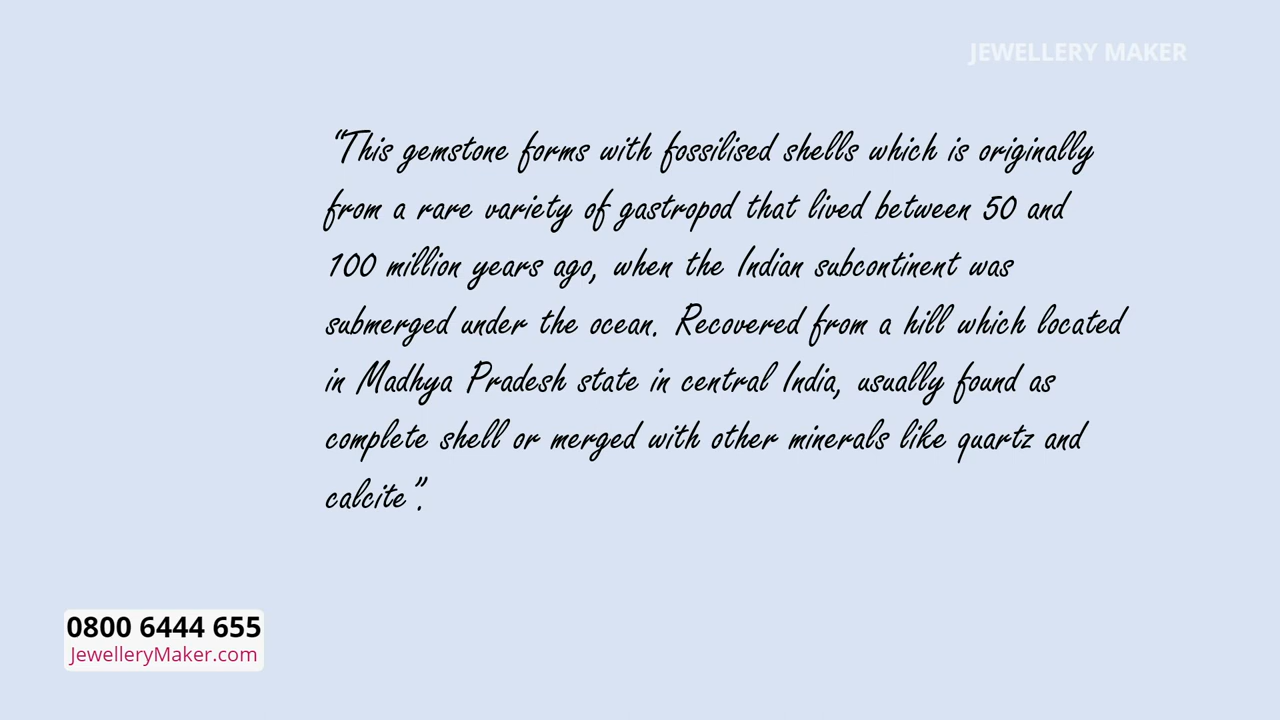 JEWELLERY MAKER
“This gemstone forms with fossilised shells which is originally
from a rare variety of gastropod that lived between 50 and
100 million years ago, when the Indian subcontinent was
submerged under the ocean. Recovered from a hill which located
in Madhya Pradesh state in central India, usually found as
complete shell or merged with other minerals like quartz and
calcite”.
0800 6444 655
JewelleryMaker.com